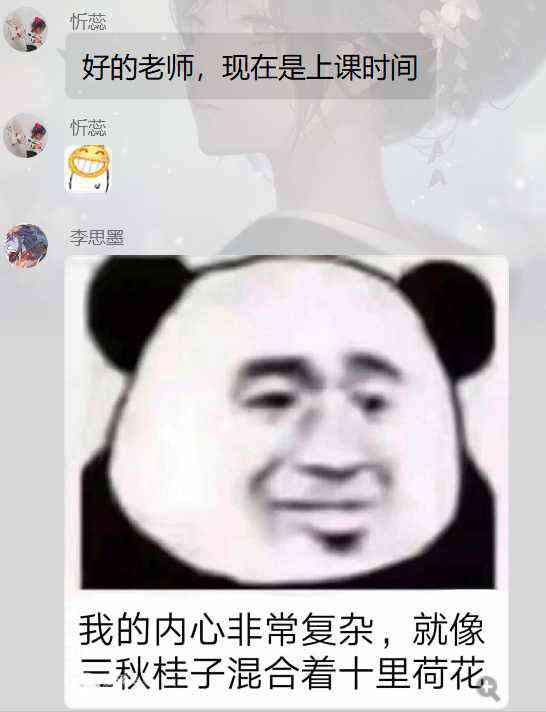 忻蕊
好的老师，现在是上课时间
忻蕊
李思墨
我的内心非常复杂，就像
三秋桂子混合着十里荷花